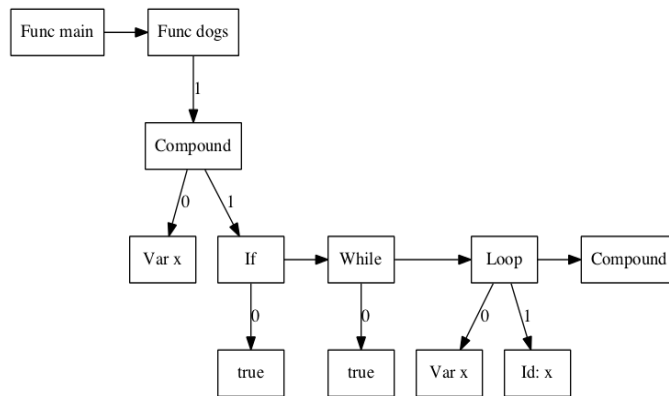 Func main
Func dogs
1
Compound
0
1
Var x
If
While
Loop
Compound
0
0
0
1
true
true
Var x
Id: x